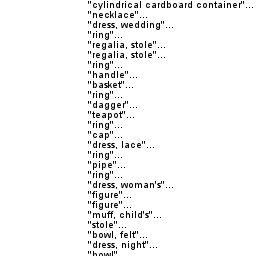 "cylindrical cardboard container"...
"necklace"...
"dress, wedding"...
"ring"...
"regalia, stole"...
"regalia, stole"...
"ring"...
"handle"...
"basket"...
"ring"...
"dagger"...
"teapot"...
"ring"...
"cap"...
"dress, lace"...
"ring"...
"pipe"...
"ring"...
"dress, woman's"...
"figure"...
"figure"...
"muff, child's"...
"stole"...
"bowl, felt"...
"dress, night"...
"bowl"